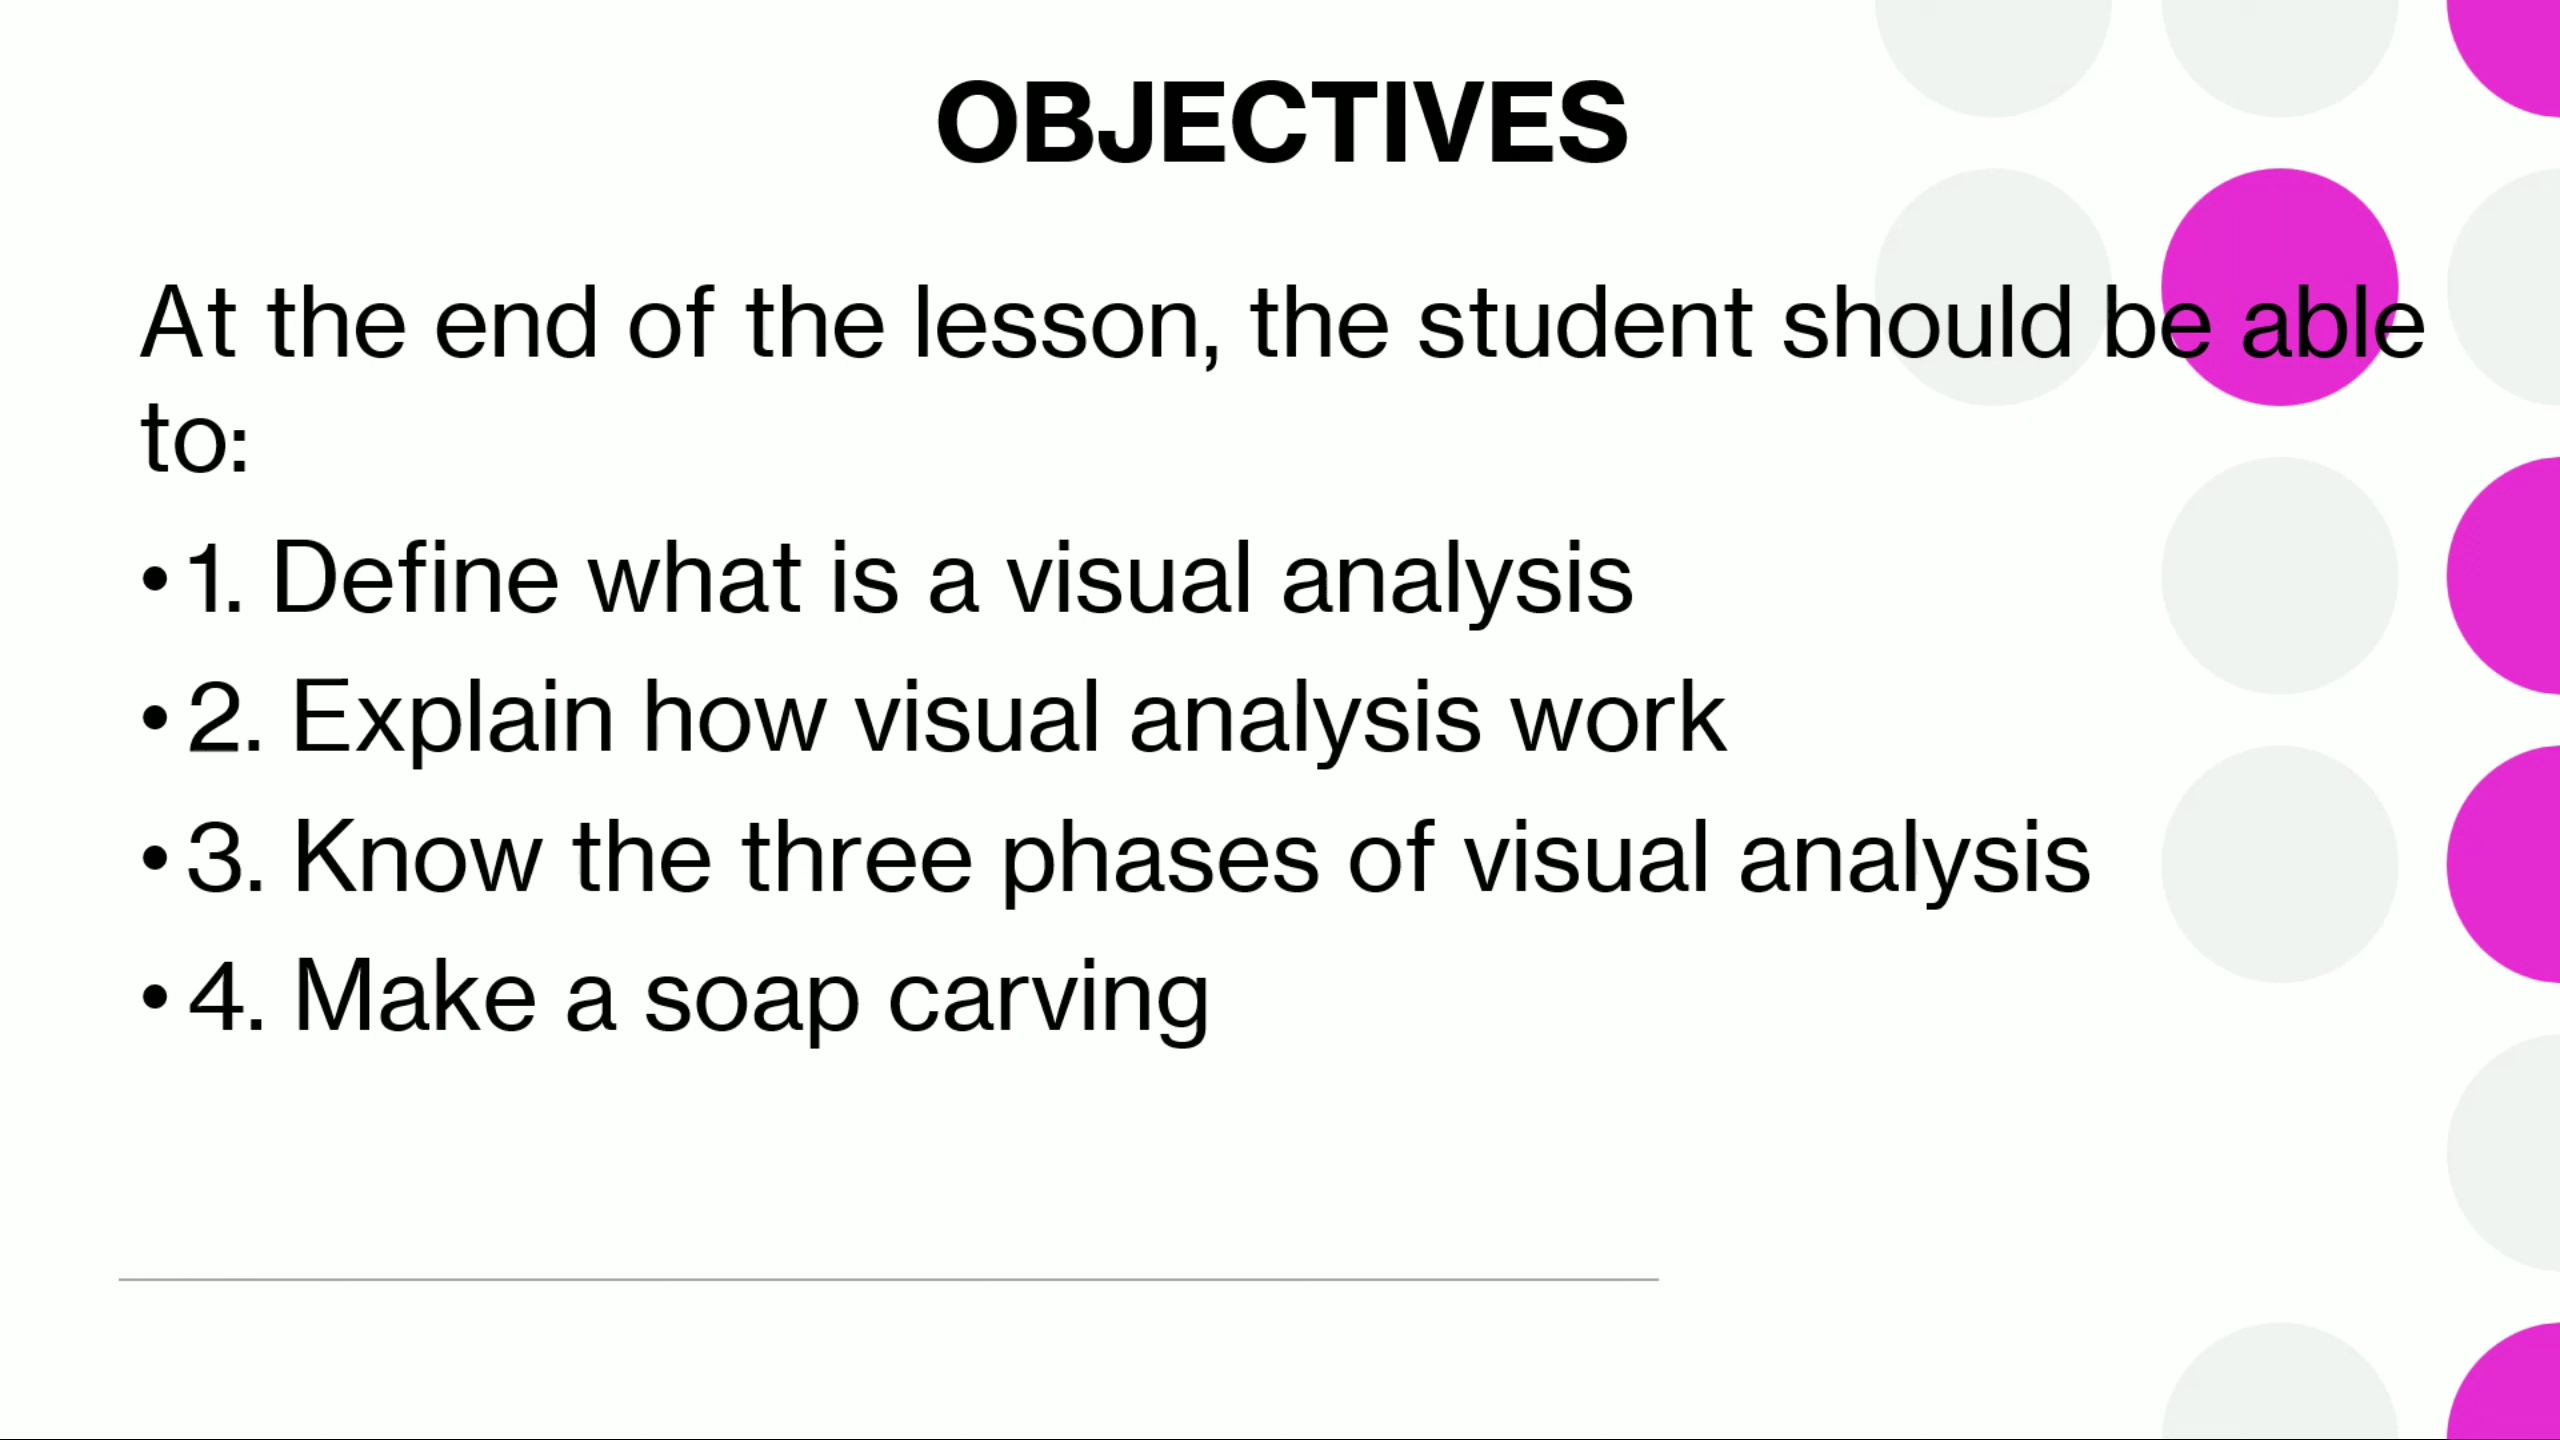 OBJECTIVES
At the end of the lesson, the student should be able
to:
• 1. Define what is a visual analysis
• 2. Explain how visual analysis work
• 3. Know the three phases of visual analysis
• 4. Make a soap carving